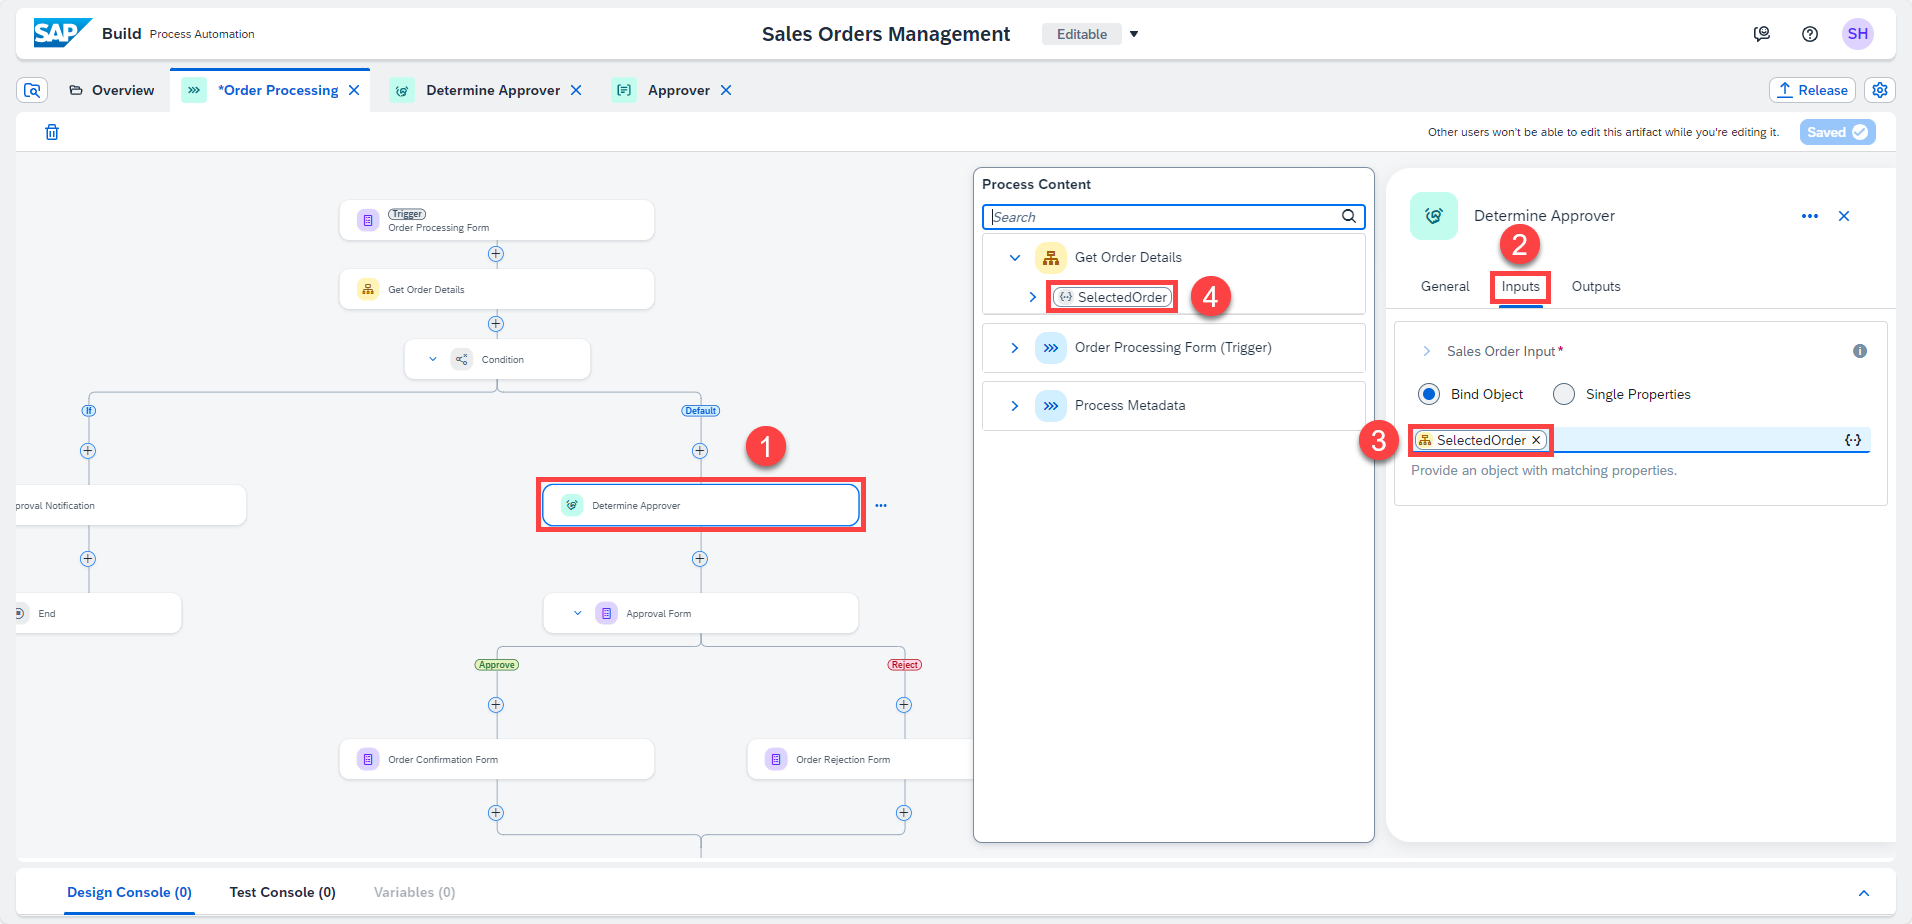 SAP Build Process Automation
Sales Orders Management
Editable
SH
Overview
*Order Processing
Determine Approver
Approver
Release
Other users won't be able to edit this artifact while you're editing it.
Saved
Trigger
Order Processing Form
Get Order Details
Condition
If
Default
1
proval Notification
Determine Approver
End
Approval Form
Approve
Reject
Order Confirmation Form
Order Rejection Form
Process Content
Search
Get Order Details
SelectedOrder
4
Order Processing Form (Trigger)
Process Metadata
Determine Approver
2
General
Inputs
Outputs
Sales Order Input*
Bind Object
Single Properties
3
SelectedOrder
Provide an object with matching properties.
Design Console (0)
Test Console (0)
Variables (0)